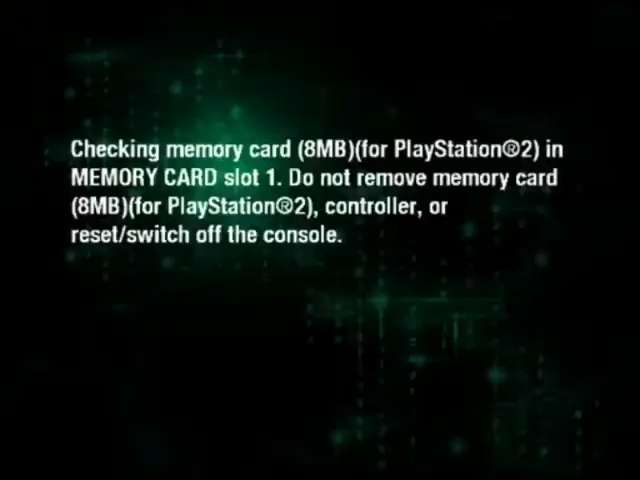 Checking memory card (8MB)(for PlayStation®2) in
MEMORY CARD slot 1. Do not remove memory card
(8MB)(for PlayStation®2), controller, or
reset/switch off the console.